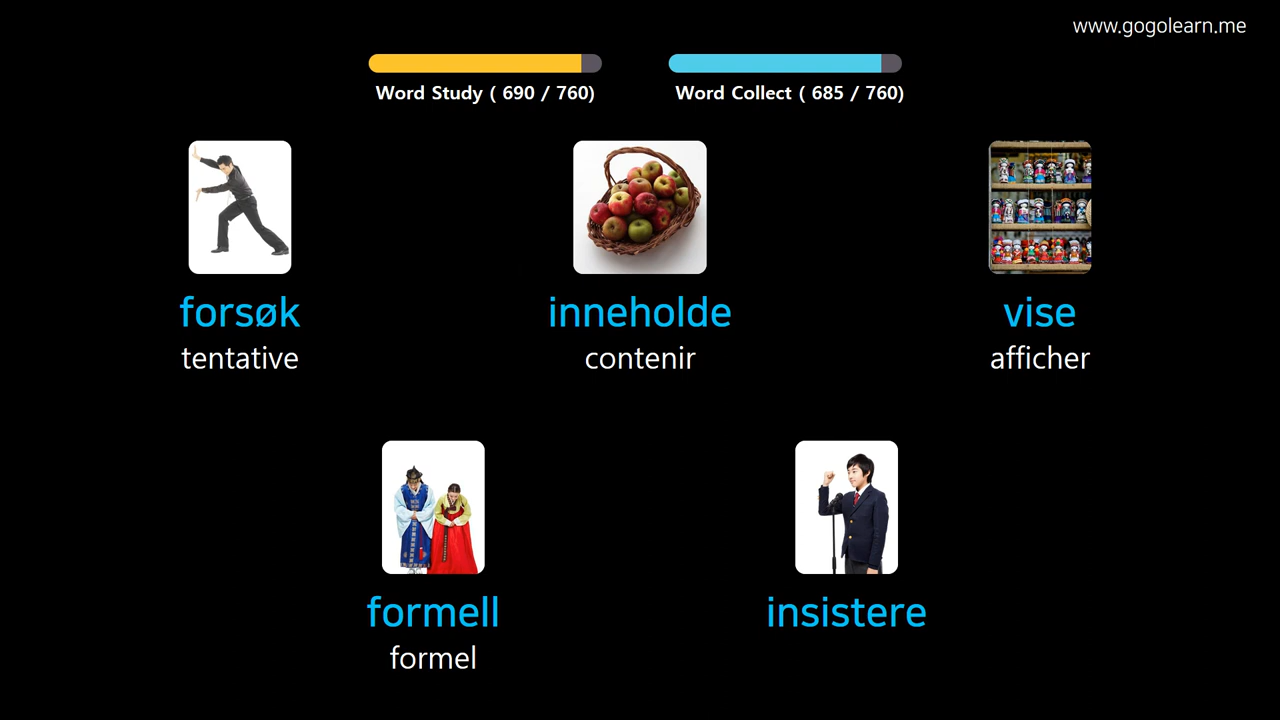 www.gogolearn.me
Word Study ( 690 / 760)
Word Collect ( 685 / 760)
forsøk
tentative
inneholde
contenir
vise
afficher
formell
formel
insistere